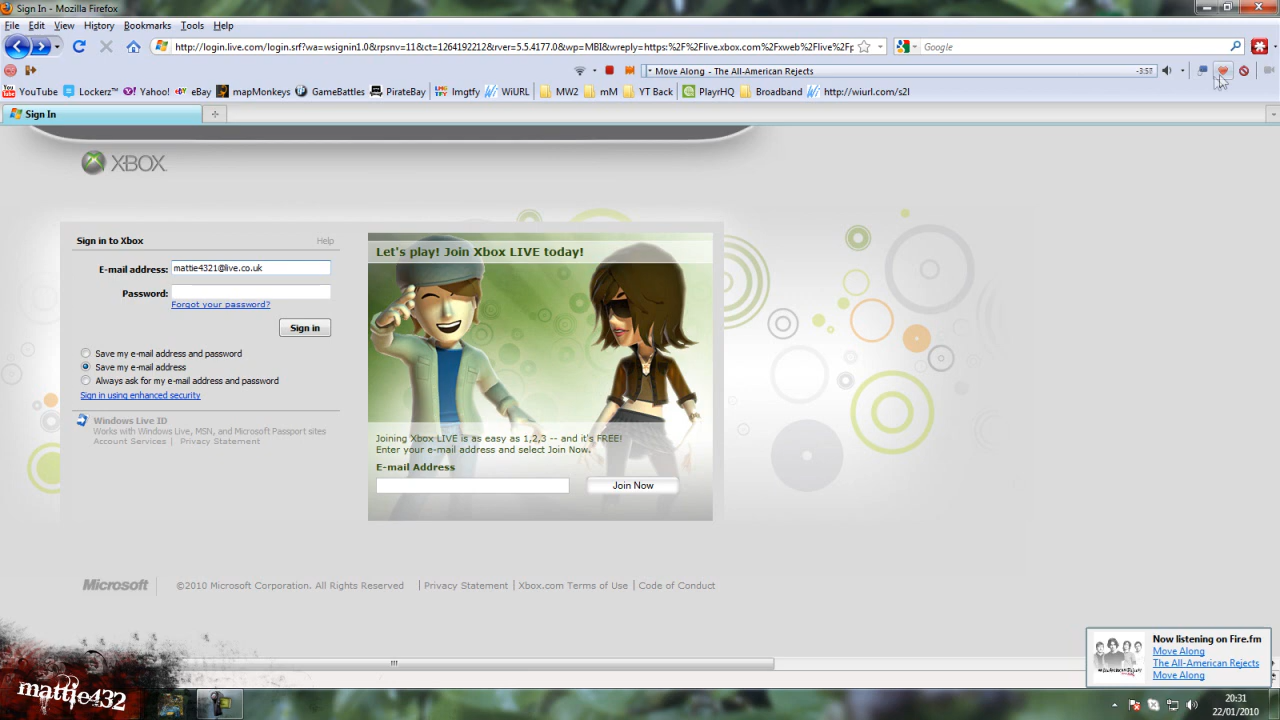 Sign In - Mozilla Firefox
File Edit View History Bookmarks Tools Help
http://login.live.com/login.srf?wa=wsignin1.0&rpsnv=11&ct=1264192212&rver=5.5.4177.0&wp=MBI&wreply=https:%2F%2Flive.xbox.com%2Fxweb%2Flive%2Fp
Google
Move Along - The All-American Rejects -3:57
YouTube Lockerz™ Yahoo! eBay mapMonkeys GameBattles PirateBay lmgtfy WiURL MW2 mM YT Back PlayrHQ Broadband http://wiurl.com/s2l
Sign In
XBOX
Sign in to Xbox Help
E-mail address: mattie4321@live.co.uk
Password:
Forgot your password?
Sign in
Save my e-mail address and password
Save my e-mail address
Always ask for my e-mail address and password
Sign in using enhanced security
Windows Live ID
Works with Windows Live, MSN, and Microsoft Passport sites
Account Services | Privacy Statement
Let's play! Join Xbox LIVE today!
Joining Xbox LIVE is as easy as 1,2,3 -- and it's FREE!
Enter your e-mail address and select Join Now.
E-mail Address
Join Now
Microsoft ©2010 Microsoft Corporation. All Rights Reserved | Privacy Statement | Xbox.com Terms of Use | Code of Conduct
Now listening on Fire.fm
Move Along
The All-American Rejects
Move Along
mattie432
20:31
22/01/2010